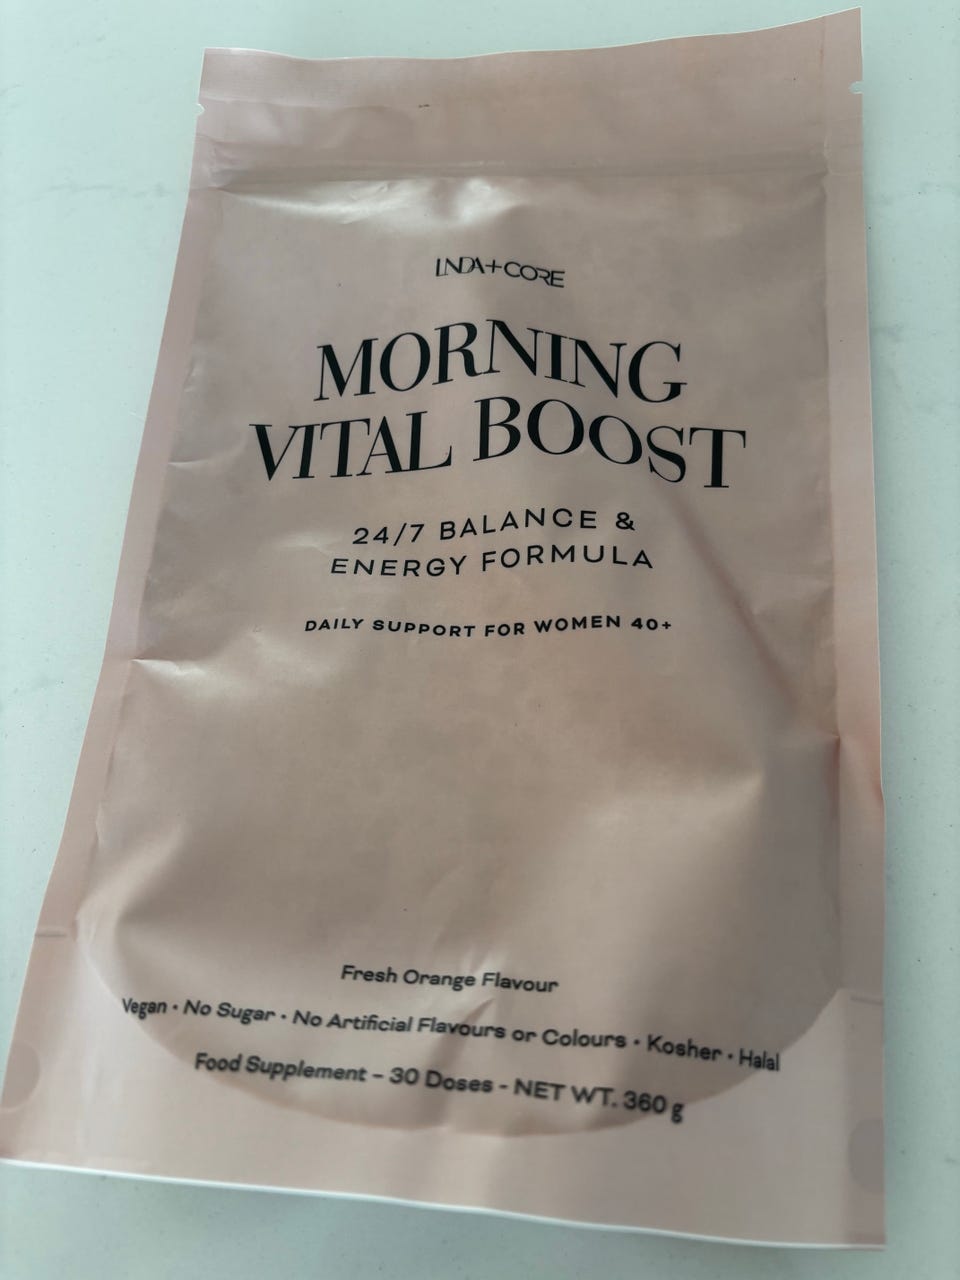 LNDA+CORE
MORNING
VITAL BOOST
24/7 BALANCE &
ENERGY FORMULA
DAILY SUPPORT FOR WOMEN 40+
Fresh Orange Flavour
Vegan • No Sugar • No Artificial Flavours or Colours • Kosher • Halal
Food Supplement – 30 Doses - NET WT. 360 g